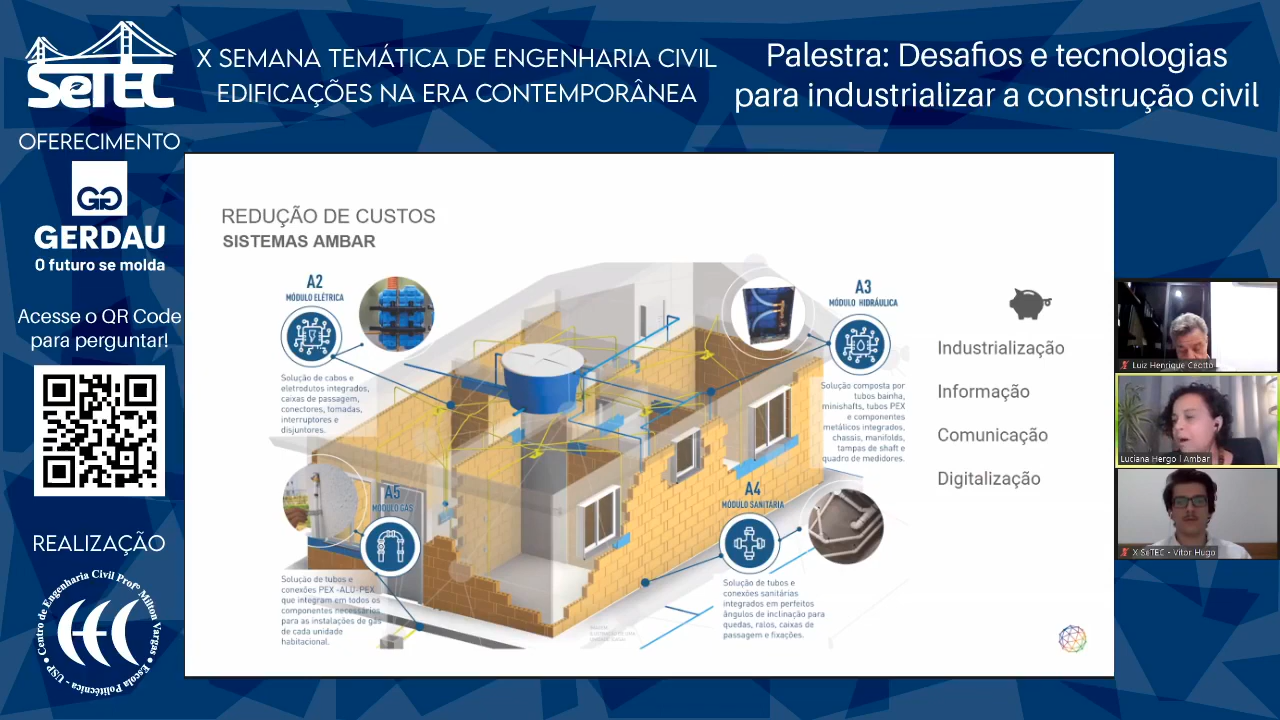 SeTEC
X SEMANA TEMÁTICA DE ENGENHARIA CIVIL
EDIFICAÇÕES NA ERA CONTEMPORÂNEA
Palestra: Desafios e tecnologias
para industrializar a construção civil
OFERECIMENTO
GERDAU
O futuro se molda
Acesse o QR Code
para perguntar!
REALIZAÇÃO
Centro de Engenharia Civil Profº Milton Vargas
Escola Politécnica - USP
CEC
REDUÇÃO DE CUSTOS
SISTEMAS AMBAR
A2
MÓDULO ELÉTRICA
Solução de cabos e
eletrodutos integrados,
caixas de passagem,
conectores, tomadas,
interruptores e
disjuntores.
A3
MÓDULO HIDRÁULICA
Solução composta por
tubos bainha,
minishafts, tubos PEX
e componentes
metálicos integrados,
chassis, manifolds,
tampas de shaft e
quadro de medidores.
A5
MÓDULO GÁS
Solução de tubos e
conexões PEX -ALU-PEX
que integram em todos os
componentes necessários
para as instalações de gás
de cada unidade
habitacional.
A4
MÓDULO SANITÁRIA
Solução de tubos e
conexões sanitárias
integrados em perfeitos
ângulos de inclinação para
quedas, ralos, caixas de
passagem e fixações.
Industrialização
Informação
Comunicação
Digitalização
Luiz Henrique Ceotto
Luciana Hergo | Ambar
X SeTEC - Vitor Hugo